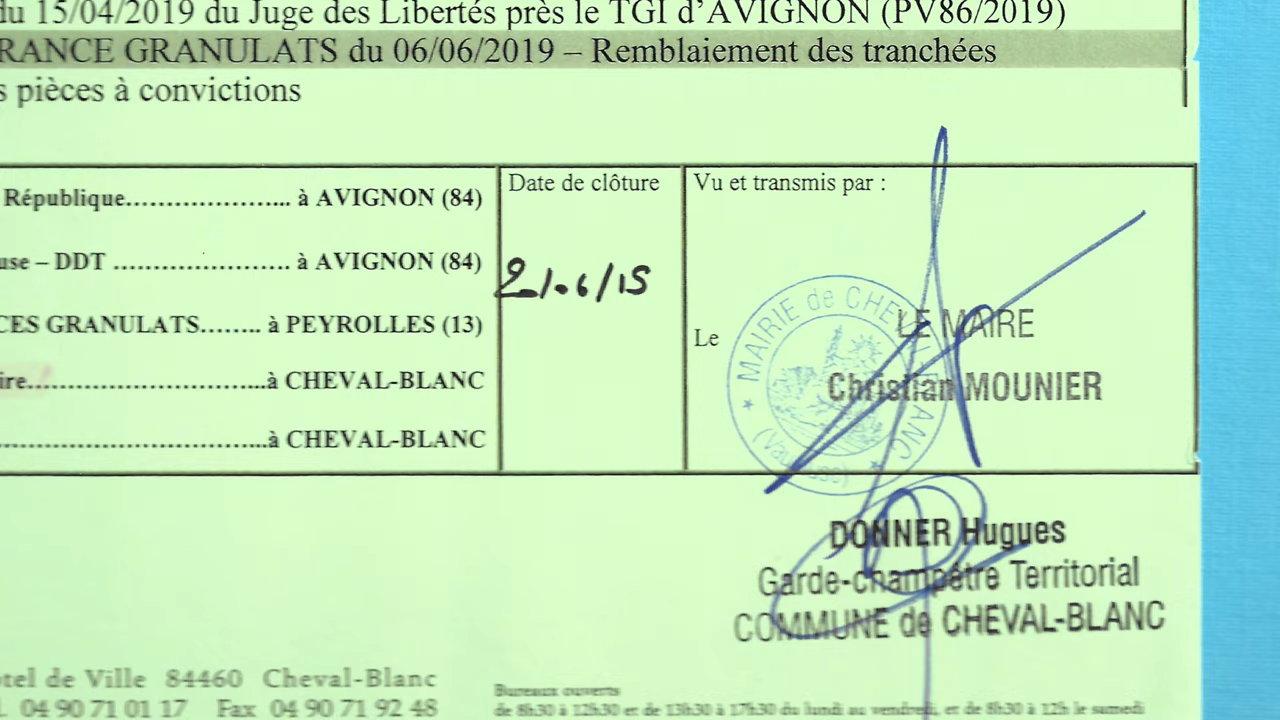 du 15/04/2019 du Juge des Libertés près le TGI d'AVIGNON (PV86/2019)
RANCE GRANULATS du 06/06/2019 – Remblaiement des tranchées
s pièces à convictions
République..................... à AVIGNON (84)
Date de clôture
Vu et transmis par :
use – DDT ...................... à AVIGNON (84)
CES GRANULATS........ à PEYROLLES (13)
Le
MAIRIE de CHEVAL BLANC
(Vaucluse)
LE MAIRE
Christian MOUNIER
ire..............................à CHEVAL-BLANC
..................................à CHEVAL-BLANC
DONNER Hugues
Garde-champêtre Territorial
COMMUNE de CHEVAL-BLANC
tel de Ville 84460 Cheval-Blanc
04 90 71 01 17 Fax 04 90 71 92 48
Bureaux ouverts
de 8h30 à 12h30 et de 13h30 à 17h30 du lundi au vendredi, et de 8h30 à 12h le samedi